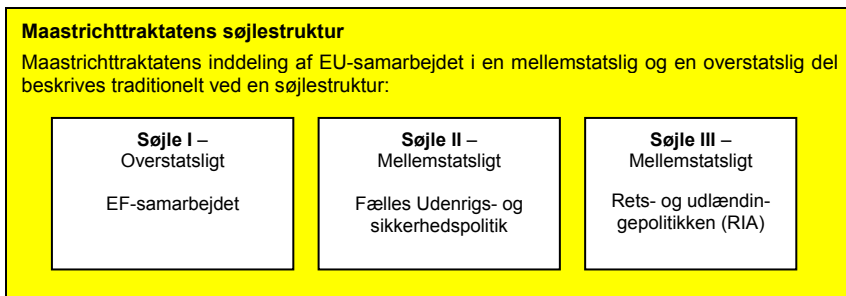 Maastrichttraktatens søjlestruktur
Maastrichttraktatens inddeling af EU-samarbejdet i en mellemstatslig og en overstatslig del
beskrives traditionelt ved en søjlestruktur:
Søjle I –
Overstatsligt
EF-samarbejdet
Søjle II –
Mellemstatsligt
Fælles Udenrigs- og
sikkerhedspolitik
Søjle III –
Mellemstatsligt
Rets- og udlændin-
gepolitikken (RIA)